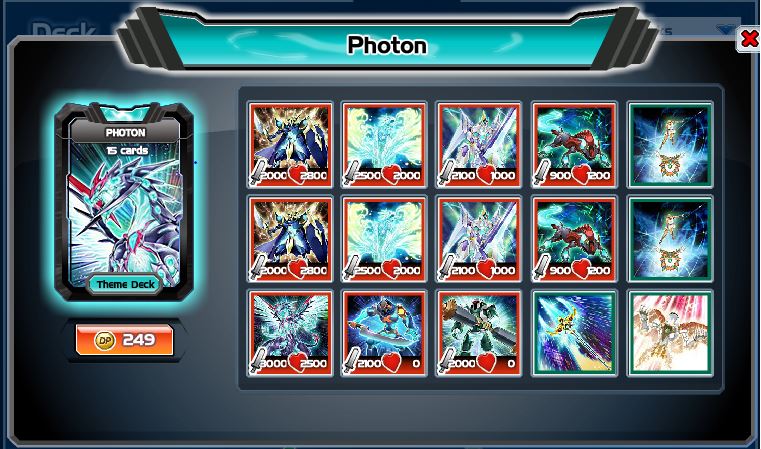 Deck
Photon
PHOTON
15 cards
Theme Deck
DP 249
2000 2800
2500 2000
2100 1000
900 1200
2000 2800
2500 2000
2100 1000
900 1200
3000 2500
2100 0
2000 0